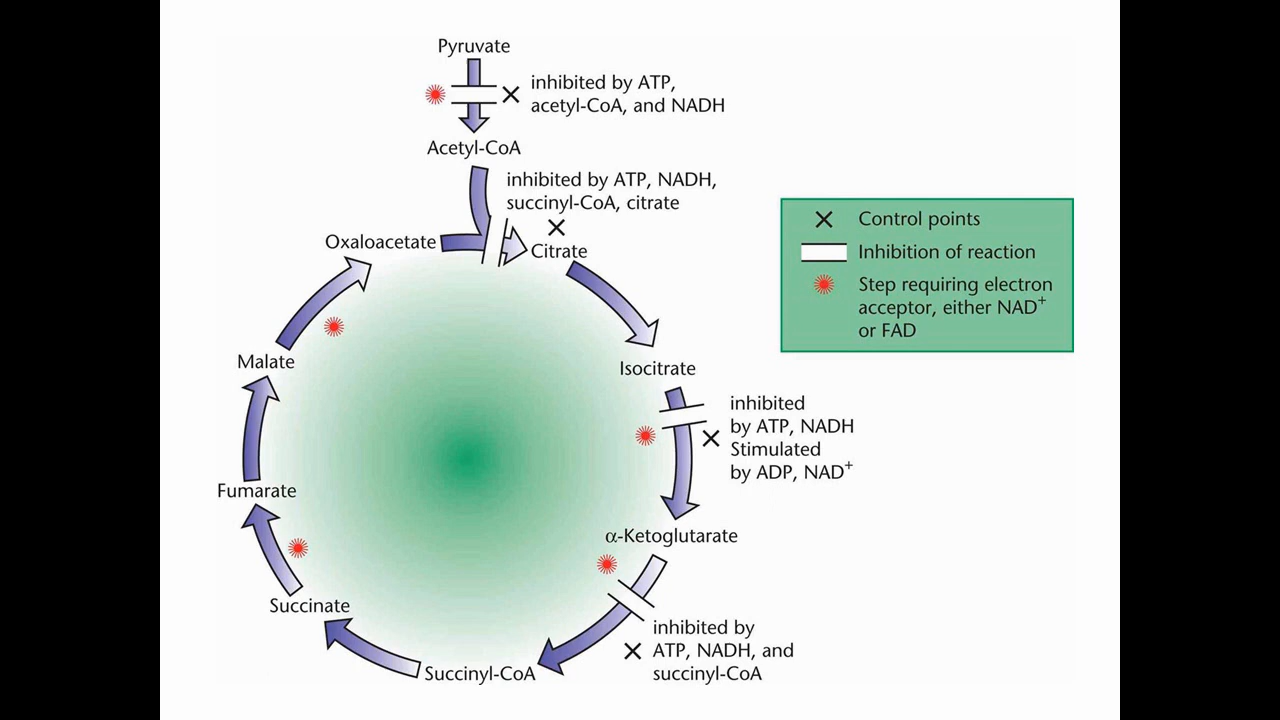 Pyruvate
inhibited by ATP,
acetyl-CoA, and NADH
Acetyl-CoA
inhibited by ATP, NADH,
succinyl-CoA, citrate
Oxaloacetate
Citrate
Control points
Inhibition of reaction
Step requiring electron
acceptor, either NAD⁺
or FAD
Malate
Isocitrate
inhibited
by ATP, NADH
Stimulated
by ADP, NAD⁺
Fumarate
α-Ketoglutarate
Succinate
inhibited by
ATP, NADH, and
succinyl-CoA
Succinyl-CoA